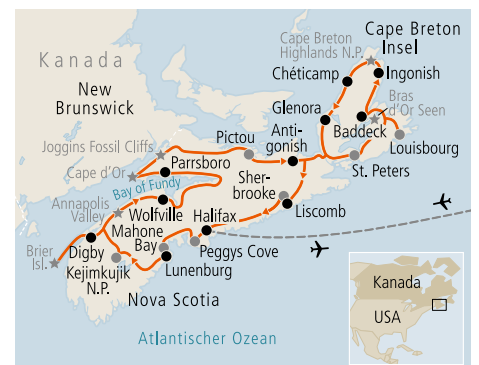 Cape Breton
Insel
Cape Breton
Highlands N.P.
Kanada
Chéticamp
Ingonish
New
Brunswick
Bras
d'Or Seen
Glenora
Baddeck
Joggins Fossil Cliffs
Pictou
Anti-
gonish
Louisbourg
Parrsboro
St. Peters
Cape d'Or
Bay of Fundy
Sher-
brooke
Annapolis
Valley
Wolfville
Halifax
Liscomb
Mahone
Bay
Brier
Isl.
Digby
Peggys Cove
Kejimkujik
N.P.
Lunenburg
Nova Scotia
Kanada
USA
Atlantischer Ozean